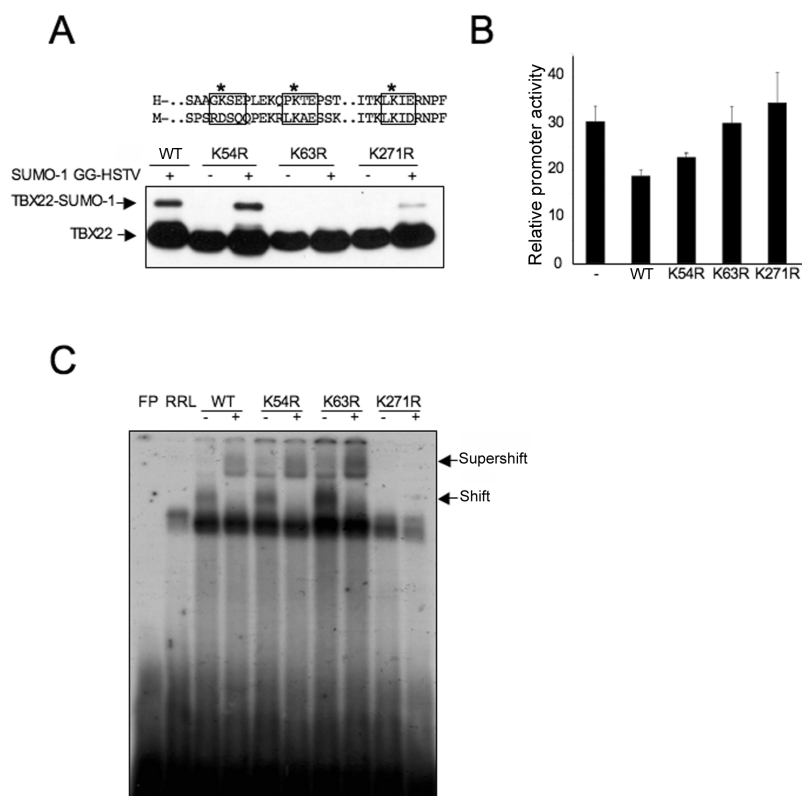 A
* * *
H-..SAAGKSEPLEKQPKTEPST..ITKLKIERNPF
M-..SPSRDSQQPEKRLKAESSK..ITKLKIDRNPF
WT K54R K63R K271R
SUMO-1 GG-HSTV + - + - + - +
TBX22-SUMO-1
TBX22
B
Relative promoter activity
40
30
20
10
0
- WT K54R K63R K271R
C
FP RRL WT K54R K63R K271R
- + - + - + - +
Supershift
Shift